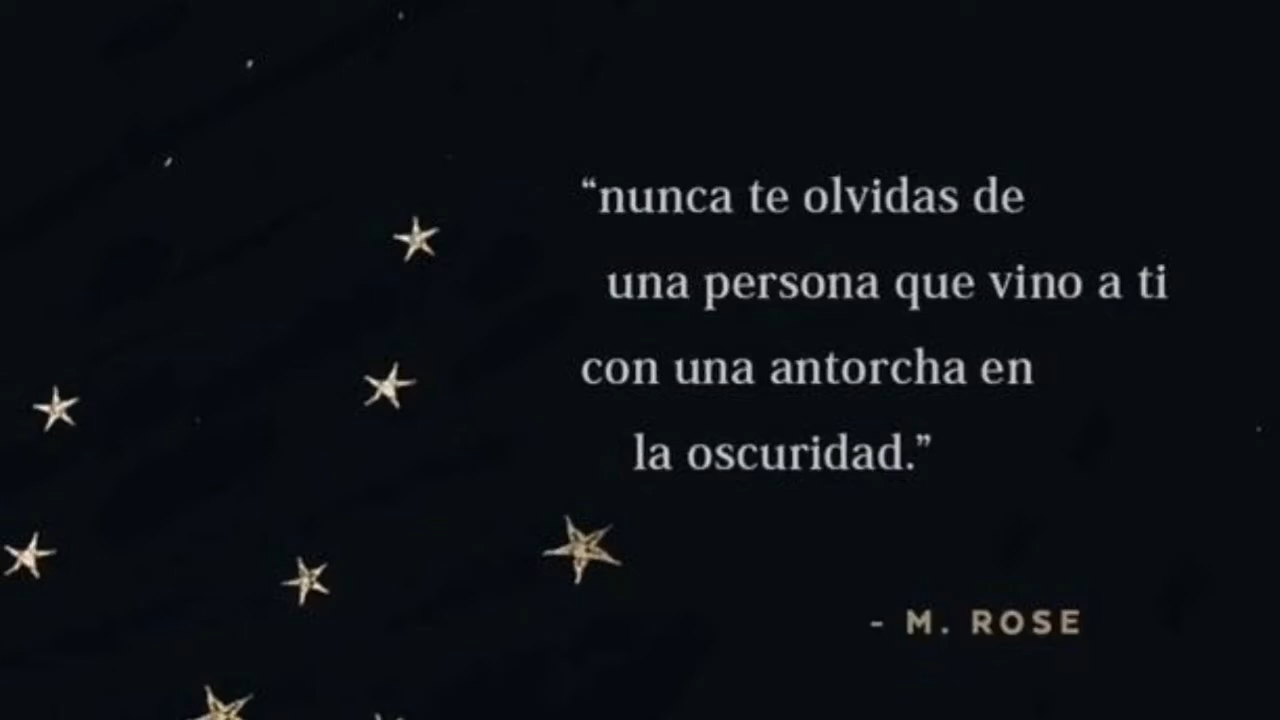 “nunca te olvidas de
una persona que vino a ti
con una antorcha en
la oscuridad.”
- M. ROSE